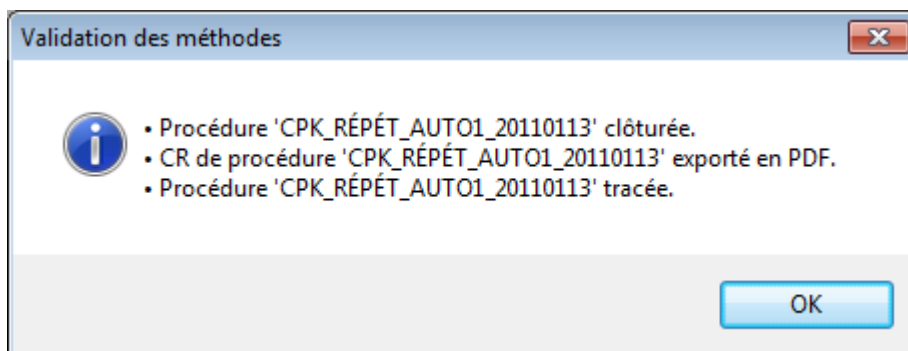 Validation des méthodes
• Procédure 'CPK_RÉPÉT_AUTO1_20110113' clôturée.
• CR de procédure 'CPK_RÉPÉT_AUTO1_20110113' exporté en PDF.
• Procédure 'CPK_RÉPÉT_AUTO1_20110113' tracée.
OK